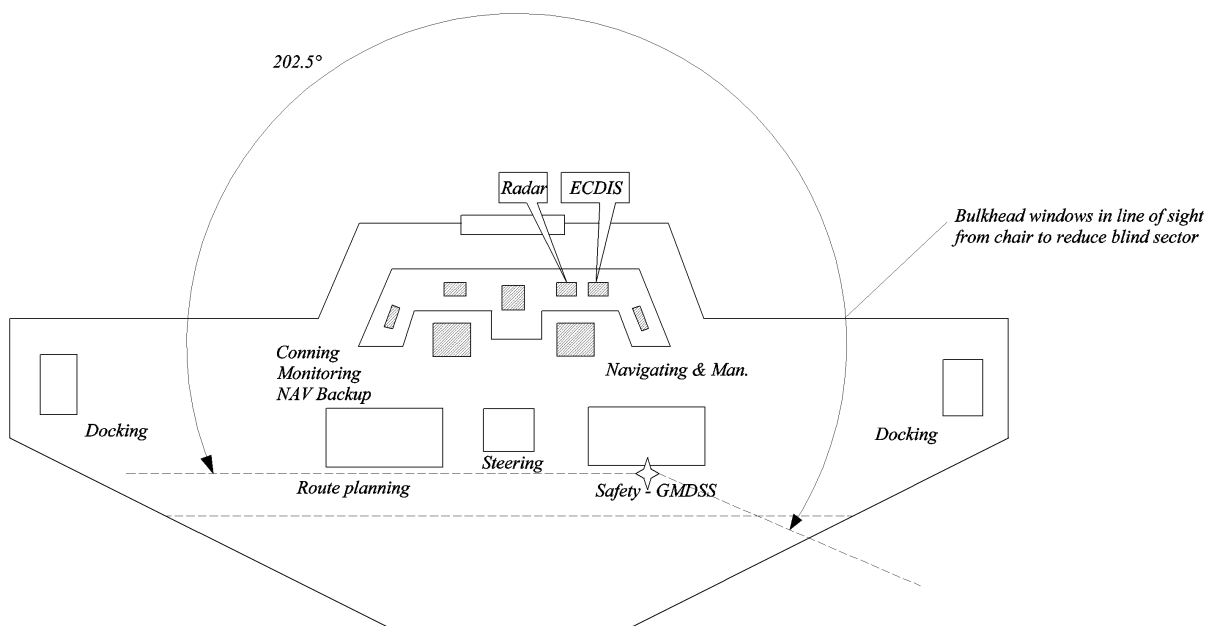 202.5°
Radar
ECDIS
Bulkhead windows in line of sight
from chair to reduce blind sector
Conning
Monitoring
NAV Backup
Navigating & Man.
Docking
Docking
Steering
Route planning
Safety - GMDSS